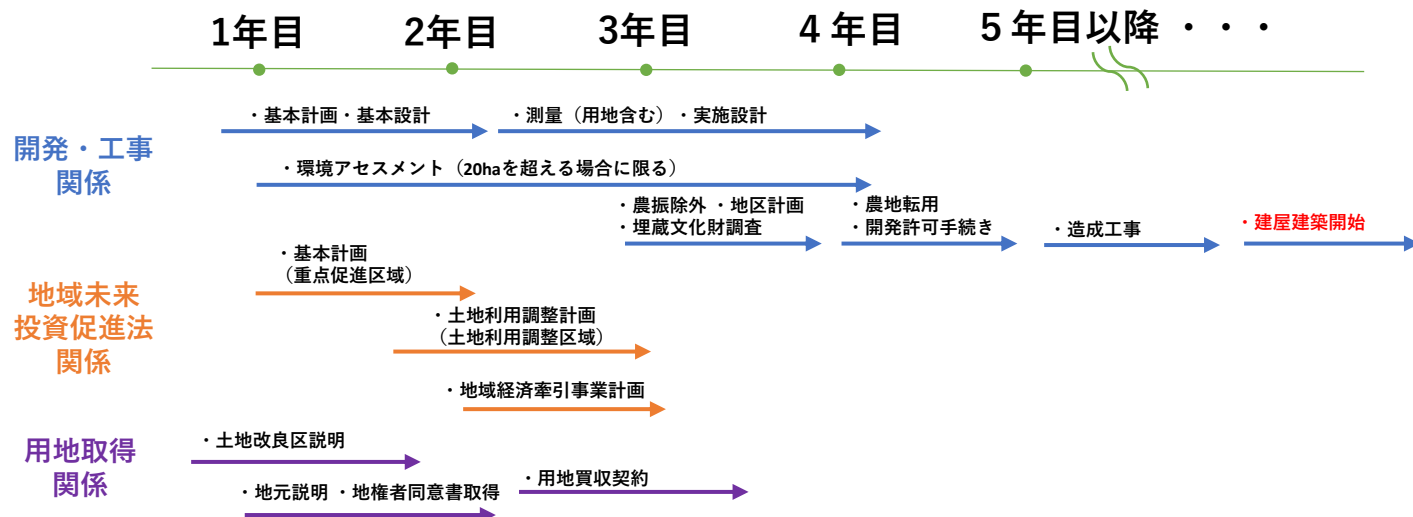 1年目 2年目 3年目 4 年目 5 年目以降 ・・・
開発・工事
関係
・基本計画・基本設計
・測量（用地含む）・実施設計
・環境アセスメント（20haを超える場合に限る）
・農振除外 ・地区計画
・埋蔵文化財調査
・農地転用
・開発許可手続き
・造成工事
・建屋建築開始
地域未来
投資促進法
関係
・基本計画
（重点促進区域）
・土地利用調整計画
（土地利用調整区域）
・地域経済牽引事業計画
用地取得
関係
・土地改良区説明
・地元説明 ・地権者同意書取得
・用地買収契約